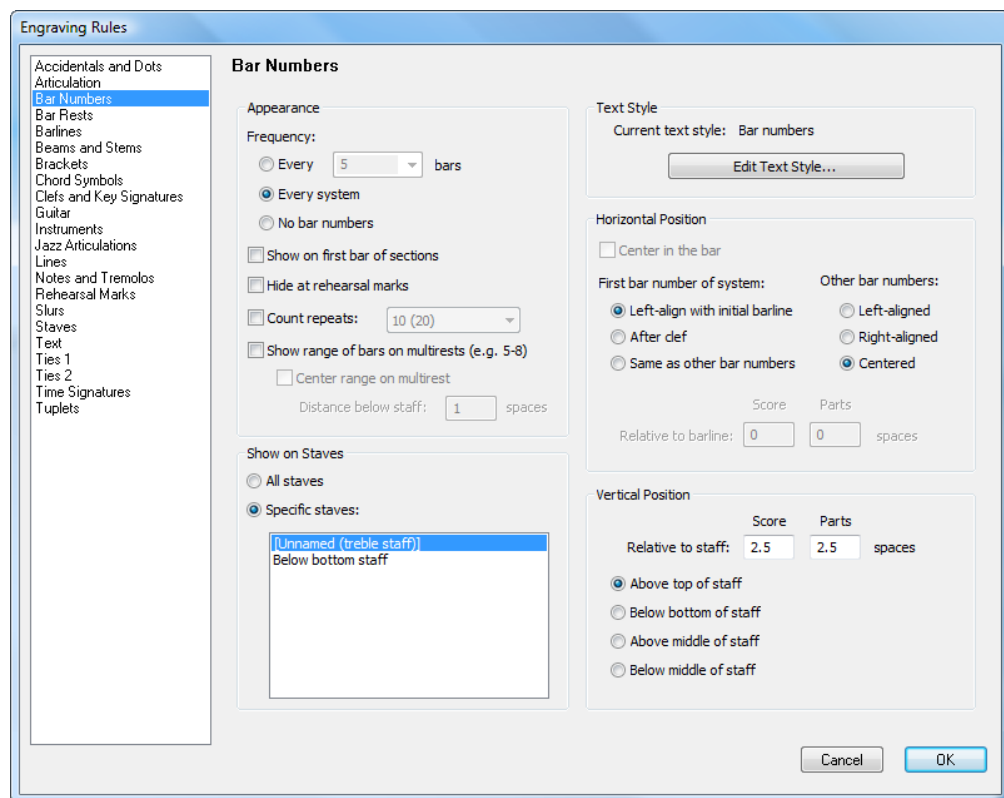 Engraving Rules
Accidentals and Dots
Articulation
Bar Numbers
Bar Rests
Barlines
Beams and Stems
Brackets
Chord Symbols
Clefs and Key Signatures
Guitar
Instruments
Jazz Articulations
Lines
Notes and Tremolos
Rehearsal Marks
Slurs
Staves
Text
Ties 1
Ties 2
Time Signatures
Tuplets
Bar Numbers
Appearance
Frequency:
Every 5 bars
Every system
No bar numbers
Show on first bar of sections
Hide at rehearsal marks
Count repeats: 10 (20)
Show range of bars on multirests (e.g. 5-8)
Center range on multirest
Distance below staff: 1 spaces
Show on Staves
All staves
Specific staves:
[Unnamed (treble staff)]
Below bottom staff
Text Style
Current text style: Bar numbers
Edit Text Style...
Horizontal Position
Center in the bar
First bar number of system:
Left-align with initial barline
After clef
Same as other bar numbers
Other bar numbers:
Left-aligned
Right-aligned
Centered
Score Parts
Relative to barline: 0 0 spaces
Vertical Position
Score Parts
Relative to staff: 2.5 2.5 spaces
Above top of staff
Below bottom of staff
Above middle of staff
Below middle of staff
Cancel OK